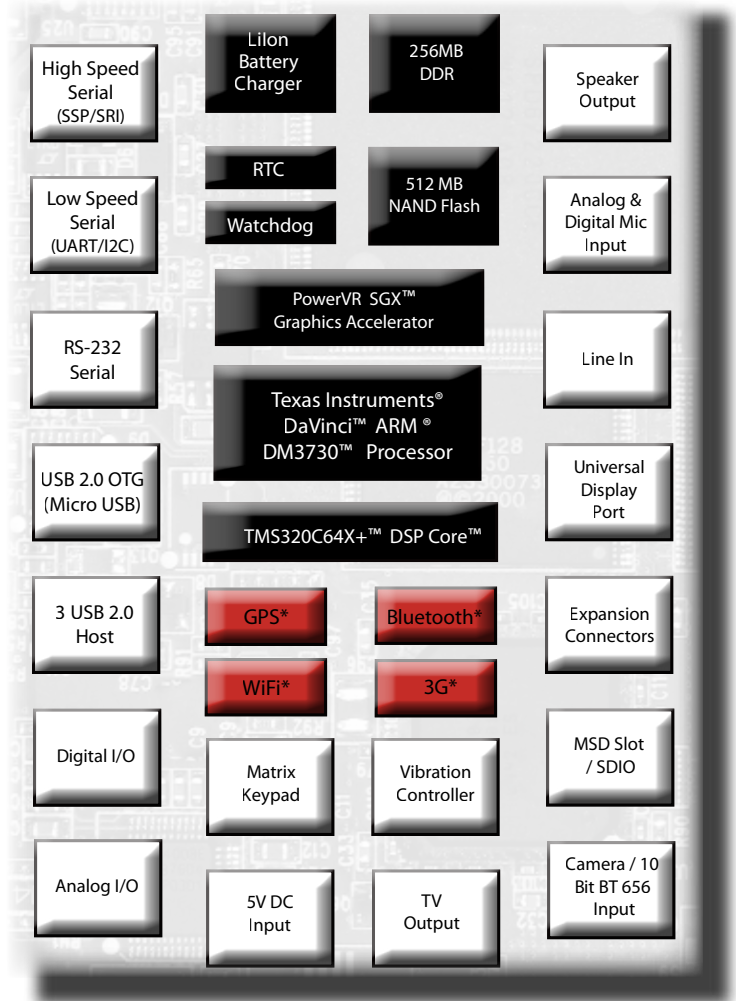 High Speed
Serial
(SSP/SRI)
LiIon
Battery
Charger
256MB
DDR
Speaker
Output
Low Speed
Serial
(UART/I2C)
RTC
Watchdog
512 MB
NAND Flash
Analog &
Digital Mic
Input
PowerVR SGX™
Graphics Accelerator
RS-232
Serial
Line In
Texas Instruments®
DaVinci™ ARM ®
DM3730™ Processor
USB 2.0 OTG
(Micro USB)
Universal
Display
Port
TMS320C64X+™ DSP Core™
3 USB 2.0
Host
GPS*
Bluetooth*
Expansion
Connectors
WiFi*
3G*
Digital I/O
Matrix
Keypad
Vibration
Controller
MSD Slot
/ SDIO
Analog I/O
5V DC
Input
TV
Output
Camera / 10
Bit BT 656
Input